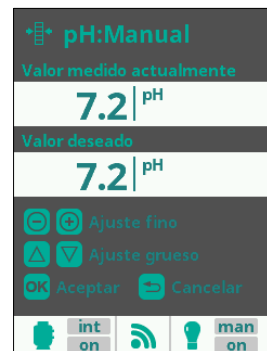 pH:Manual
Valor medido actualmente
7.2 pH
Valor deseado
7.2 pH
Ajuste fino
Ajuste grueso
OK Aceptar Cancelar
int man
on on